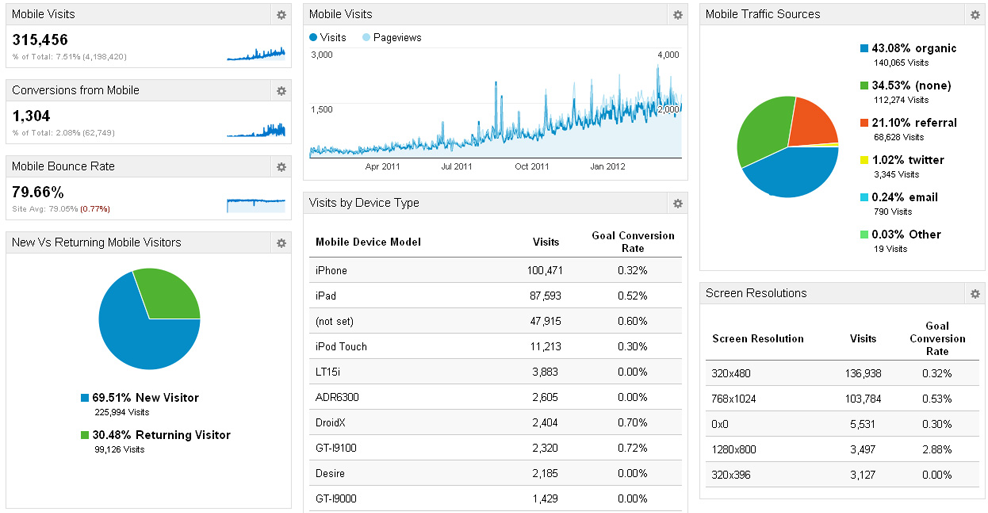 Mobile Visits
315,456
% of Total: 7.51% (4,198,420)
Conversions from Mobile
1,304
% of Total: 2.08% (62,749)
Mobile Bounce Rate
79.66%
Site Avg: 79.05% (0.77%)
New Vs Returning Mobile Visitors
69.51% New Visitor
225,994 Visits
30.48% Returning Visitor
99,126 Visits
Mobile Visits
Visits Pageviews
3,000 4,000
1,500 2,000
Apr 2011 Jul 2011 Oct 2011 Jan 2012
Visits by Device Type
Mobile Device Model Visits Goal Conversion Rate
iPhone 100,471 0.32%
iPad 87,593 0.52%
(not set) 47,915 0.60%
iPod Touch 11,213 0.30%
LT15i 3,883 0.00%
ADR6300 2,605 0.00%
DroidX 2,404 0.70%
GT-I9100 2,320 0.72%
Desire 2,185 0.00%
GT-I9000 1,429 0.00%
Mobile Traffic Sources
43.08% organic
140,065 Visits
34.53% (none)
112,274 Visits
21.10% referral
68,628 Visits
1.02% twitter
3,345 Visits
0.24% email
790 Visits
0.03% Other
19 Visits
Screen Resolutions
Screen Resolution Visits Goal Conversion Rate
320x480 136,938 0.32%
768x1024 103,784 0.53%
0x0 5,531 0.30%
1280x800 3,497 2.88%
320x396 3,127 0.00%